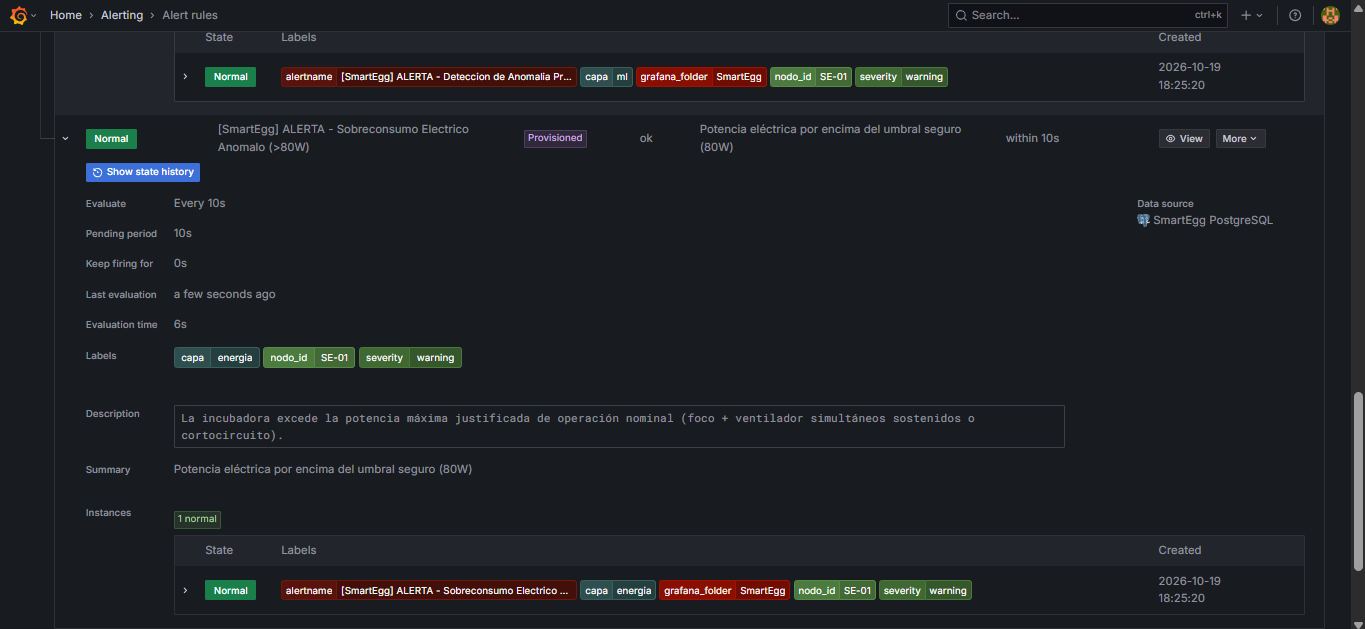 Home › Alerting › Alert rules Search... ctrl+k
State Labels Created
Normal alertname [SmartEgg] ALERTA - Deteccion de Anomalia Pr... capa ml grafana_folder SmartEgg nodo_id SE-01 severity warning 2026-10-19
18:25:20
Normal [SmartEgg] ALERTA - Sobreconsumo Electrico
Anomalo (>80W) Provisioned ok Potencia eléctrica por encima del umbral seguro
(80W) within 10s View More
Show state history
Evaluate Every 10s Data source
SmartEgg PostgreSQL
Pending period 10s
Keep firing for 0s
Last evaluation a few seconds ago
Evaluation time 6s
Labels capa energia nodo_id SE-01 severity warning
Description La incubadora excede la potencia máxima justificada de operación nominal (foco + ventilador simultáneos sostenidos o
cortocircuito).
Summary Potencia eléctrica por encima del umbral seguro (80W)
Instances 1 normal
State Labels Created
Normal alertname [SmartEgg] ALERTA - Sobreconsumo Electrico ... capa energia grafana_folder SmartEgg nodo_id SE-01 severity warning 2026-10-19
18:25:20